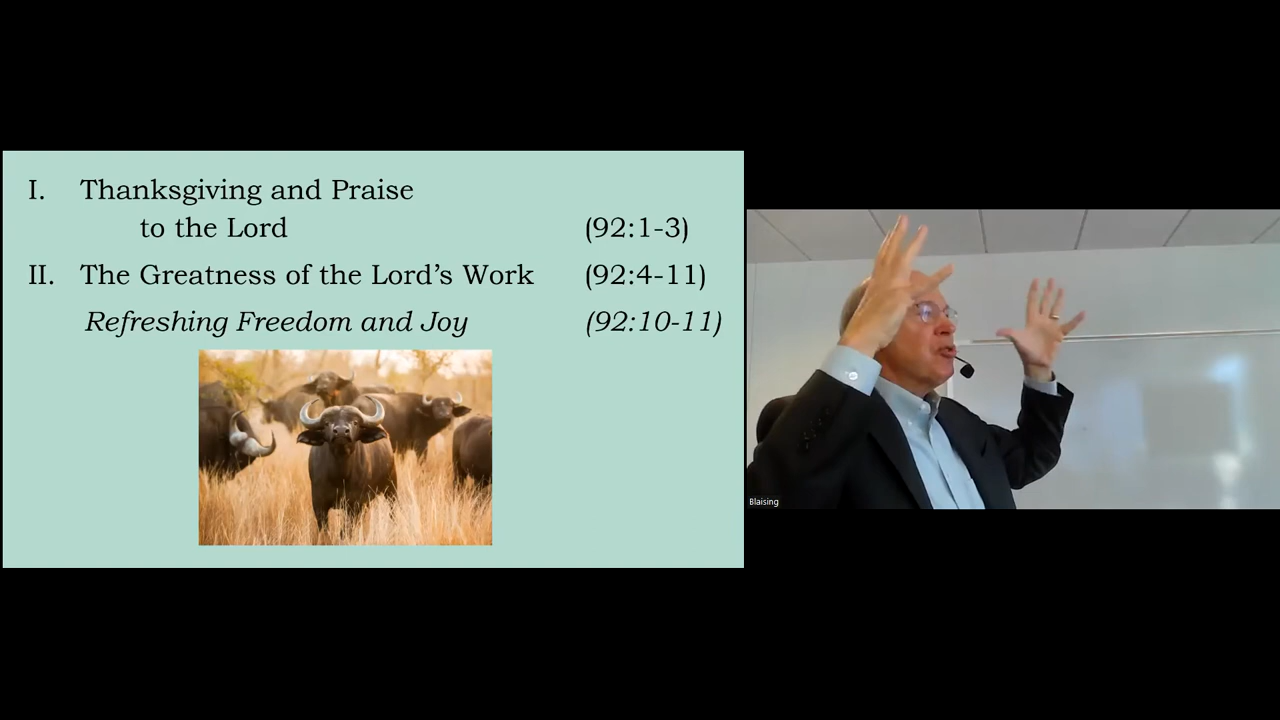 I. Thanksgiving and Praise
to the Lord (92:1-3)
II. The Greatness of the Lord’s Work (92:4-11)
Refreshing Freedom and Joy (92:10-11)
Blaising